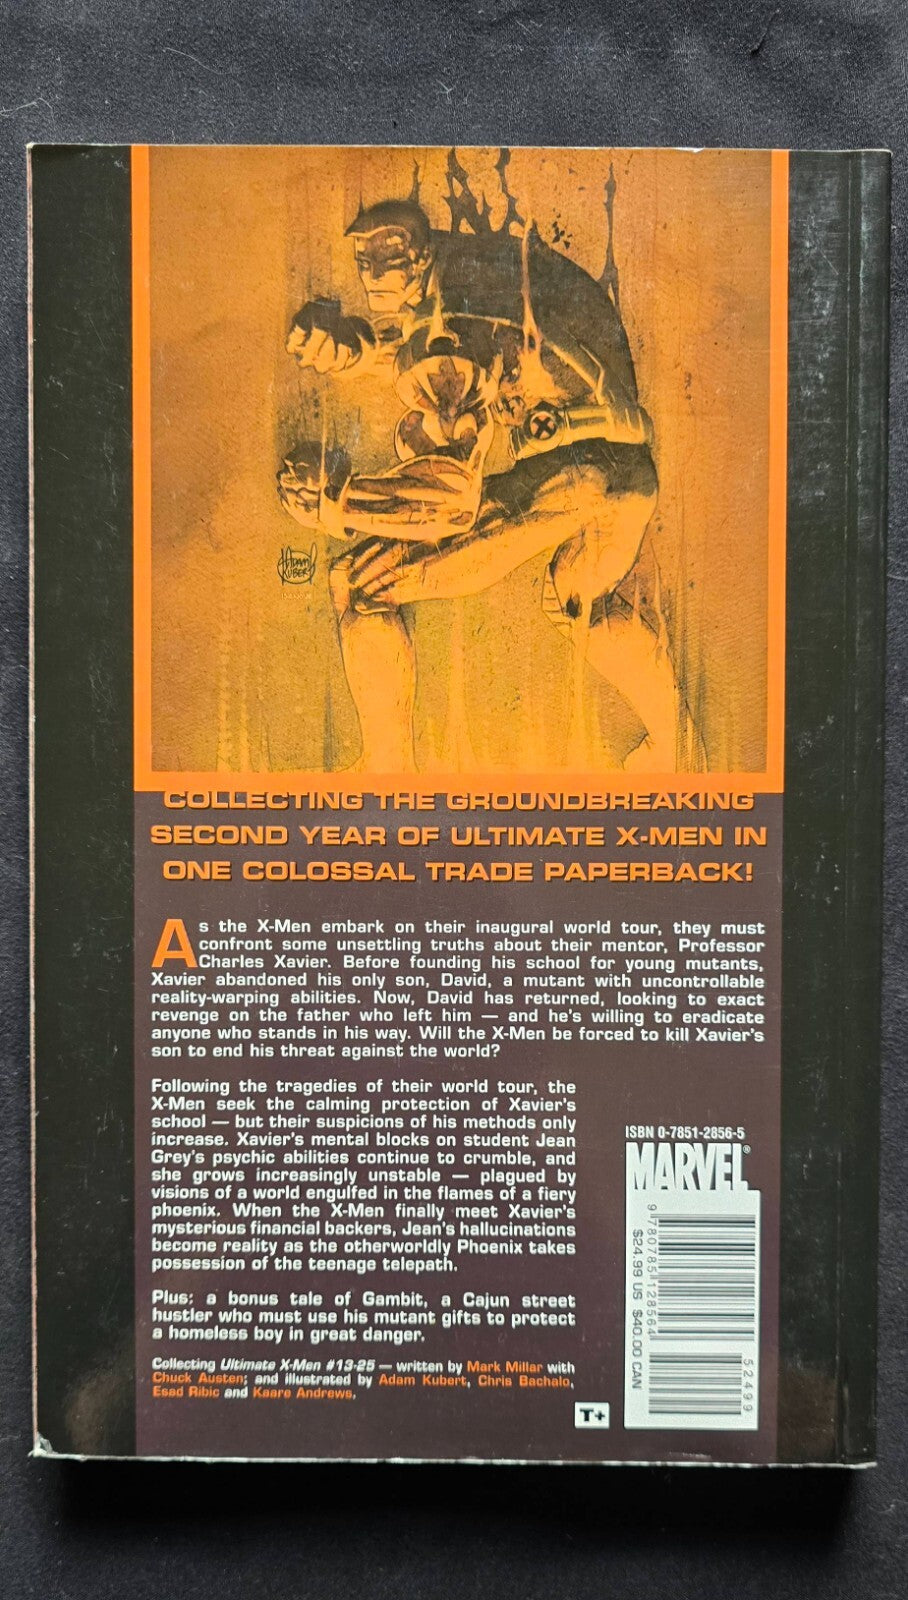 ADAM
KUBERT
COLLECTING THE GROUNDBREAKING
SECOND YEAR OF ULTIMATE X-MEN IN
ONE COLOSSAL TRADE PAPERBACK!
As the X-Men embark on their inaugural world tour, they must
confront some unsettling truths about their mentor, Professor
Charles Xavier. Before founding his school for young mutants,
Xavier abandoned his only son, David, a mutant with uncontrollable
reality-warping abilities. Now, David has returned, looking to exact
revenge on the father who left him — and he's willing to eradicate
anyone who stands in his way. Will the X-Men be forced to kill Xavier's
son to end his threat against the world?
Following the tragedies of their world tour, the
X-Men seek the calming protection of Xavier's
school — but their suspicions of his methods only
increase. Xavier's mental blocks on student Jean
Grey's psychic abilities continue to crumble, and
she grows increasingly unstable — plagued by
visions of a world engulfed in the flames of a fiery
phoenix. When the X-Men finally meet Xavier's
mysterious financial backers, Jean's hallucinations
become reality as the otherworldly Phoenix takes
possession of the teenage telepath.
Plus: a bonus tale of Gambit, a Cajun street
hustler who must use his mutant gifts to protect
a homeless boy in great danger.
Collecting Ultimate X-Men #13-25 — written by Mark Millar with
Chuck Austen; and illustrated by Adam Kubert, Chris Bachalo,
Esad Ribic and Kaare Andrews.
T+
ISBN 0-7851-2856-5
MARVEL®
9 780785 128564
52499
$24.99 US $40.00 CAN